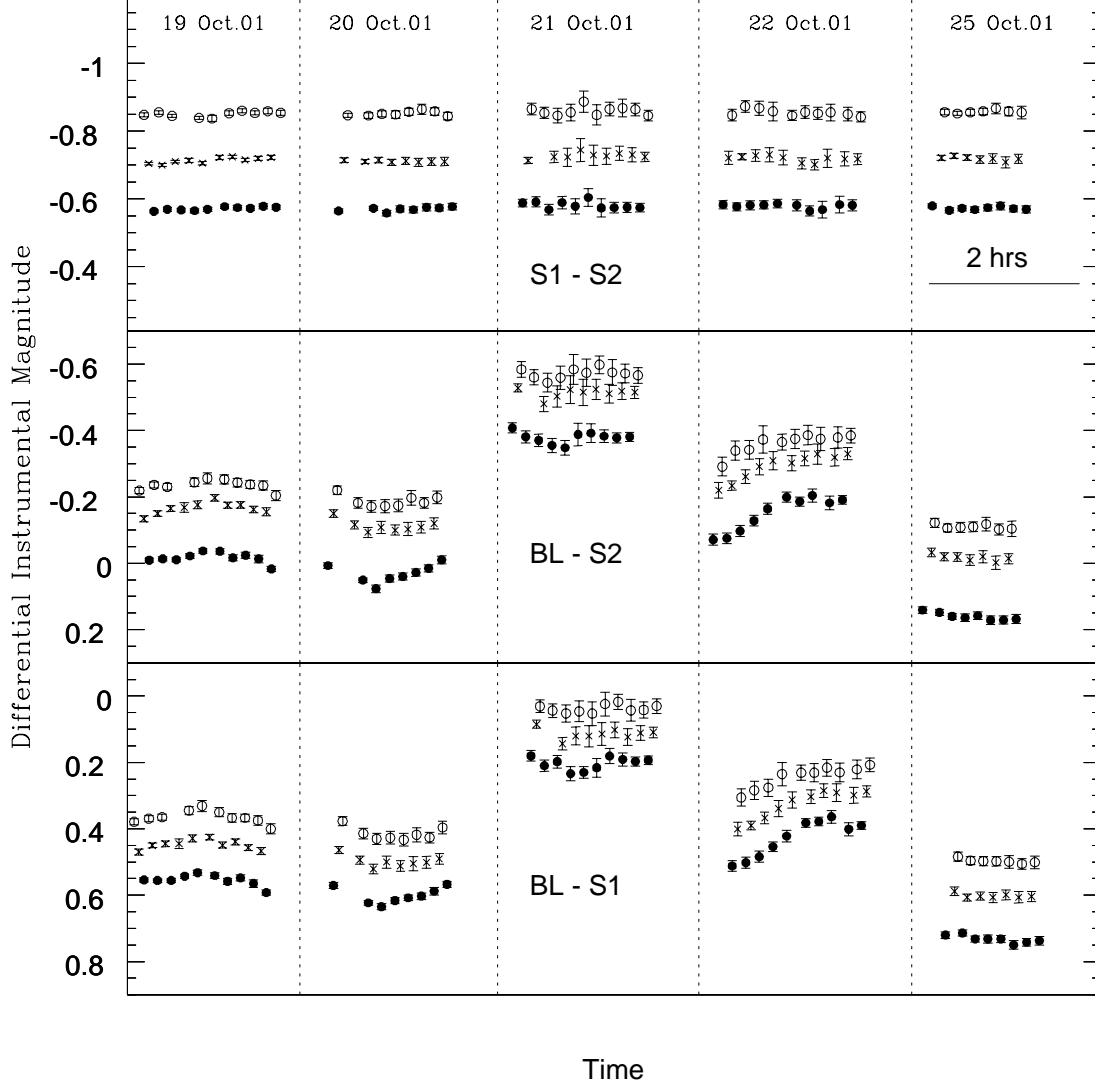 19 Oct.01 20 Oct.01 21 Oct.01 22 Oct.01 25 Oct.01
-1
-0.8
-0.6
-0.4
2 hrs
S1 - S2
-0.6
-0.4
-0.2
0
0.2
BL - S2
0
0.2
0.4
0.6
0.8
BL - S1
Differential Instrumental Magnitude
Time